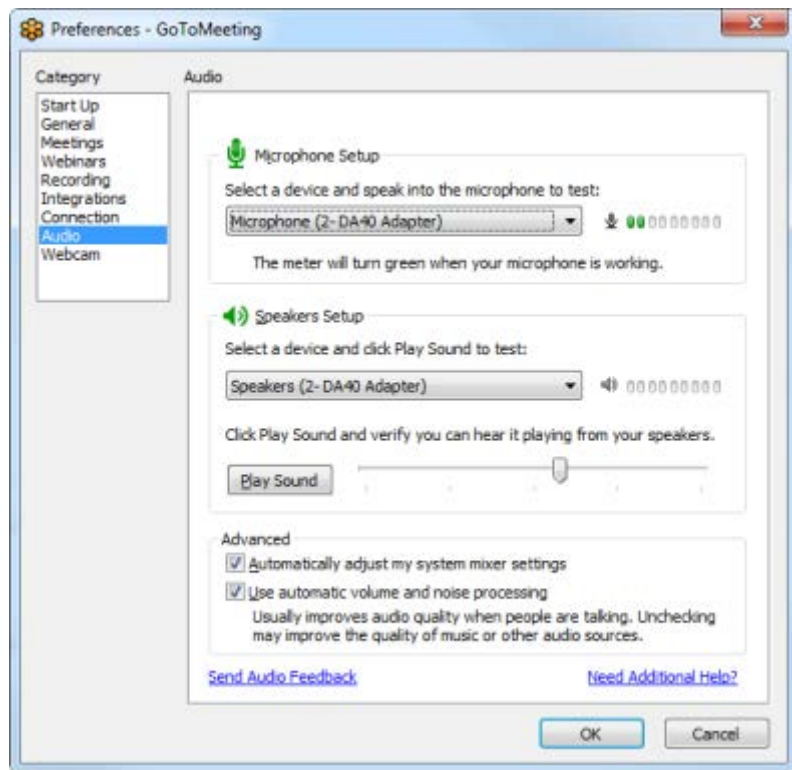 Preferences - GoToMeeting
Category
Audio
Start Up
General
Meetings
Webinars
Recording
Integrations
Connection
Audio
Webcam
Microphone Setup
Select a device and speak into the microphone to test:
Microphone (2- DA40 Adapter)
The meter will turn green when your microphone is working.
Speakers Setup
Select a device and click Play Sound to test:
Speakers (2- DA40 Adapter)
Click Play Sound and verify you can hear it playing from your speakers.
Play Sound
Advanced
Automatically adjust my system mixer settings
Use automatic volume and noise processing
Usually improves audio quality when people are talking. Unchecking
may improve the quality of music or other audio sources.
Send Audio Feedback
Need Additional Help?
OK
Cancel